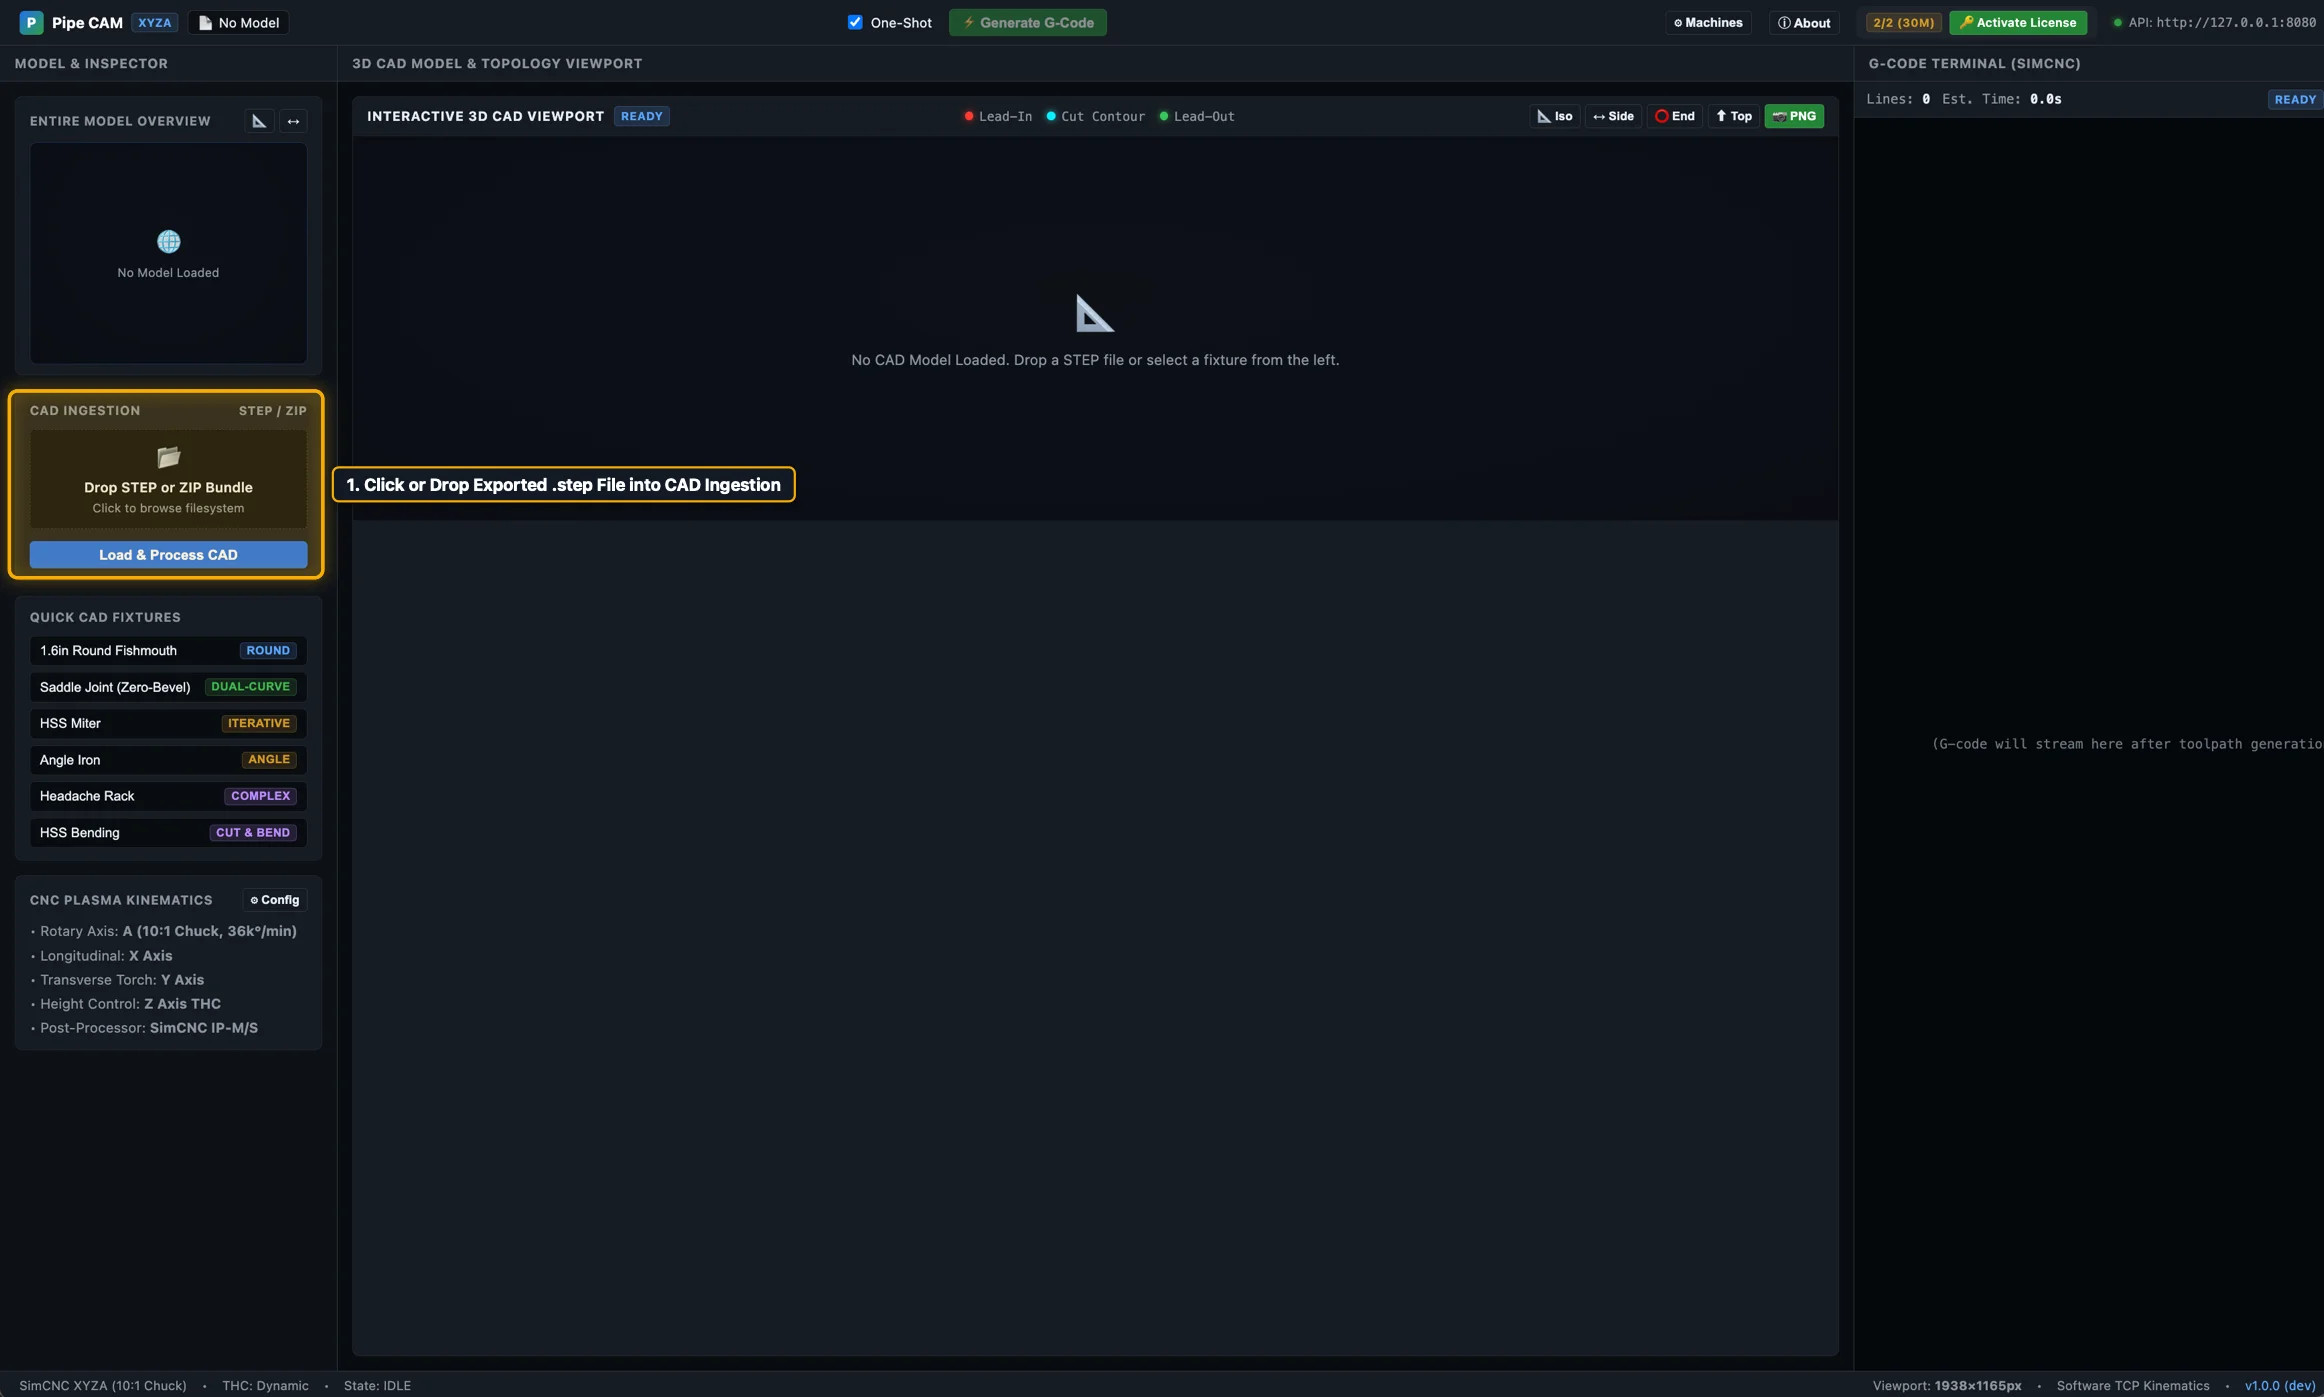 P Pipe CAM XYZA No Model
One-Shot Generate G-Code
Machines About 2/2 (30M) Activate License API: http://127.0.0.1:8080
MODEL & INSPECTOR
3D CAD MODEL & TOPOLOGY VIEWPORT
G-CODE TERMINAL (SIMCNC)
ENTIRE MODEL OVERVIEW
No Model Loaded
INTERACTIVE 3D CAD VIEWPORT READY
Lead-In Cut Contour Lead-Out
Iso Side End Top PNG
Lines: 0 Est. Time: 0.0s READY
No CAD Model Loaded. Drop a STEP file or select a fixture from the left.
CAD INGESTION STEP / ZIP
Drop STEP or ZIP Bundle
Click to browse filesystem
Load & Process CAD
1. Click or Drop Exported .step File into CAD Ingestion
QUICK CAD FIXTURES
1.6in Round Fishmouth ROUND
Saddle Joint (Zero-Bevel) DUAL-CURVE
HSS Miter ITERATIVE
Angle Iron ANGLE
Headache Rack COMPLEX
HSS Bending CUT & BEND
(G-code will stream here after toolpath generatio
CNC PLASMA KINEMATICS Config
• Rotary Axis: A (10:1 Chuck, 36k°/min)
• Longitudinal: X Axis
• Transverse Torch: Y Axis
• Height Control: Z Axis THC
• Post-Processor: SimCNC IP-M/S
SimCNC XYZA (10:1 Chuck) • THC: Dynamic • State: IDLE
Viewport: 1938×1165px • Software TCP Kinematics • v1.0.0 (dev)